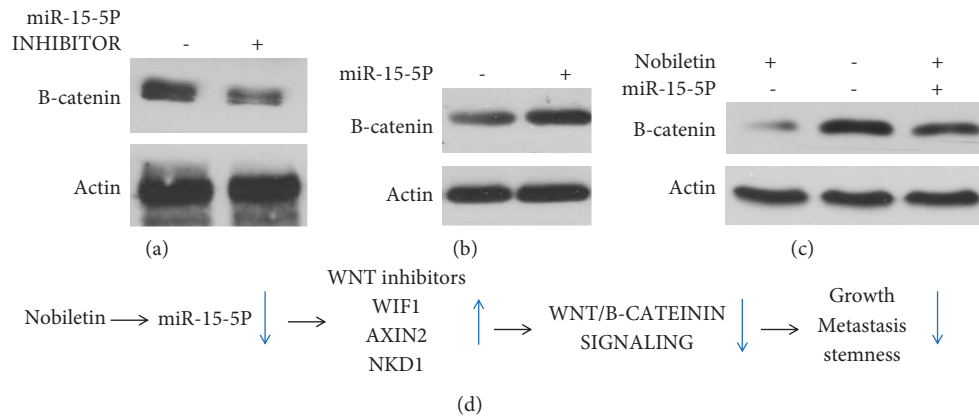 miR-15-5P
INHIBITOR - +
B-catenin
Actin
(a)
miR-15-5P - +
B-catenin
Actin
(b)
Nobiletin + - +
miR-15-5P - - +
B-catenin
Actin
(c)
Nobiletin
miR-15-5P
WNT inhibitors
WIF1
AXIN2
NKD1
WNT/B-CATEININ
SIGNALING
Growth
Metastasis
stemness
(d)